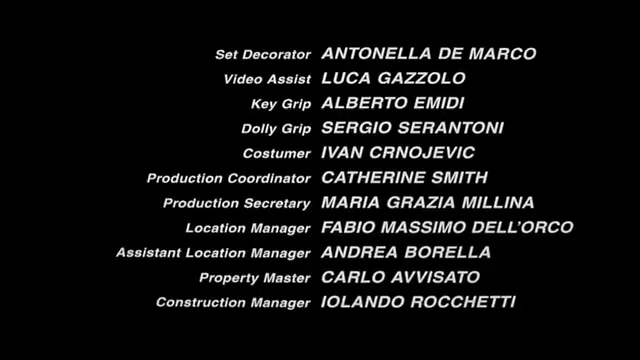 Set Decorator ANTONELLA DE MARCO
Video Assist LUCA GAZZOLO
Key Grip ALBERTO EMIDI
Dolly Grip SERGIO SERANTONI
Costumer IVAN CRNOJEVIC
Production Coordinator CATHERINE SMITH
Production Secretary MARIA GRAZIA MILLINA
Location Manager FABIO MASSIMO DELL'ORCO
Assistant Location Manager ANDREA BORELLA
Property Master CARLO AVVISATO
Construction Manager IOLANDO ROCCHETTI